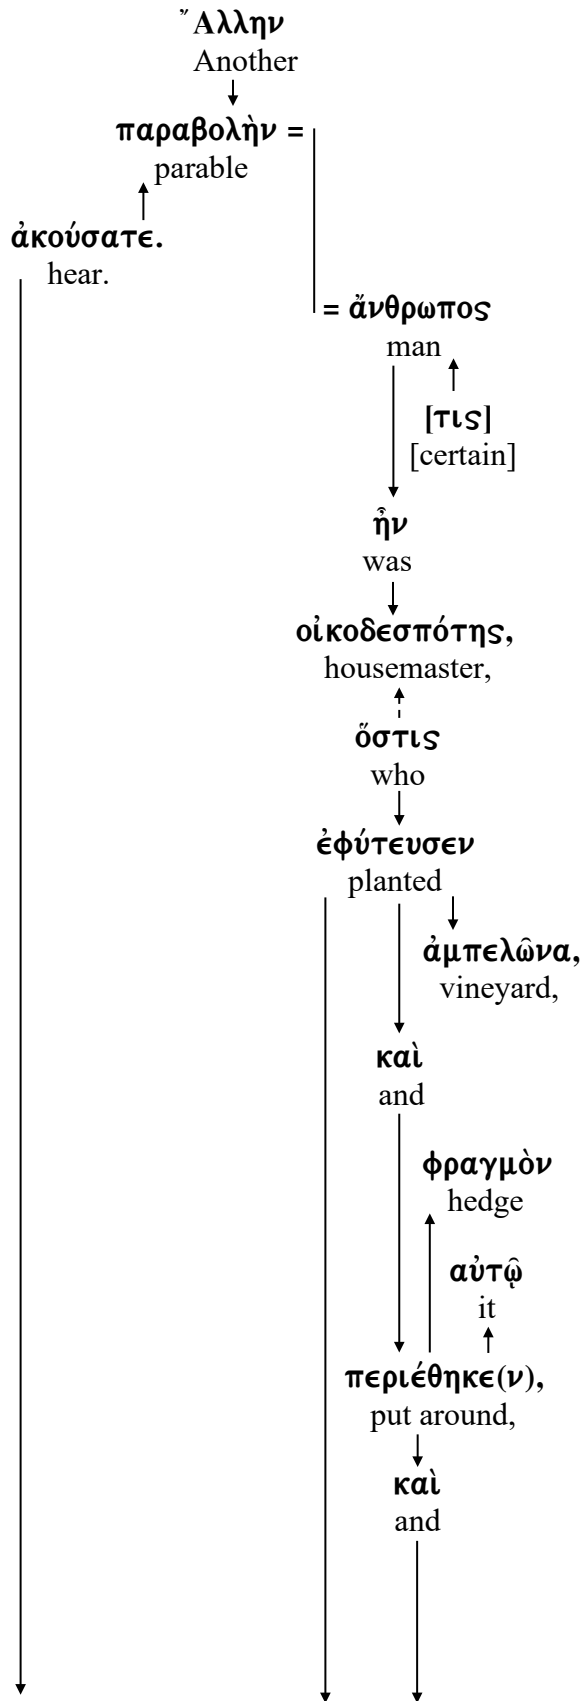 Ἄλλην
Another
παραβολὴν =
parable
ἀκούσατε.
hear.
= ἄνθρωπος
man
[τις]
[certain]
ἦν
was
οἰκοδεσπότης,
housemaster,
ὅστις
who
ἐφύτευσεν
planted
ἀμπελῶνα,
vineyard,
καὶ
and
φραγμὸν
hedge
αὐτῷ
it
περιέθηκε(ν),
put around,
καὶ
and